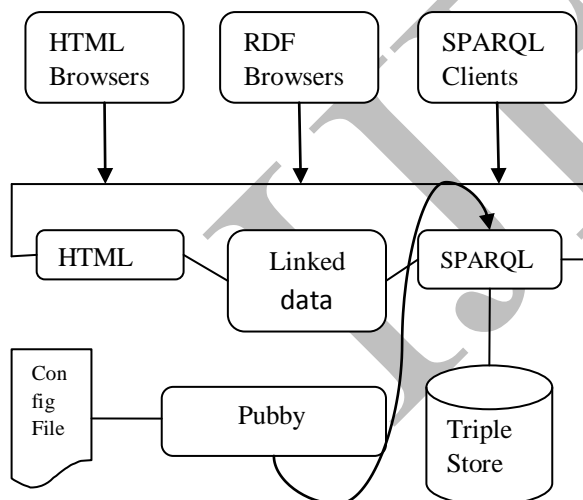 HTML
Browsers
RDF
Browsers
SPARQL
Clients
HTML
Linked
data
SPARQL
Con
fig
File
Pubby
Triple
Store